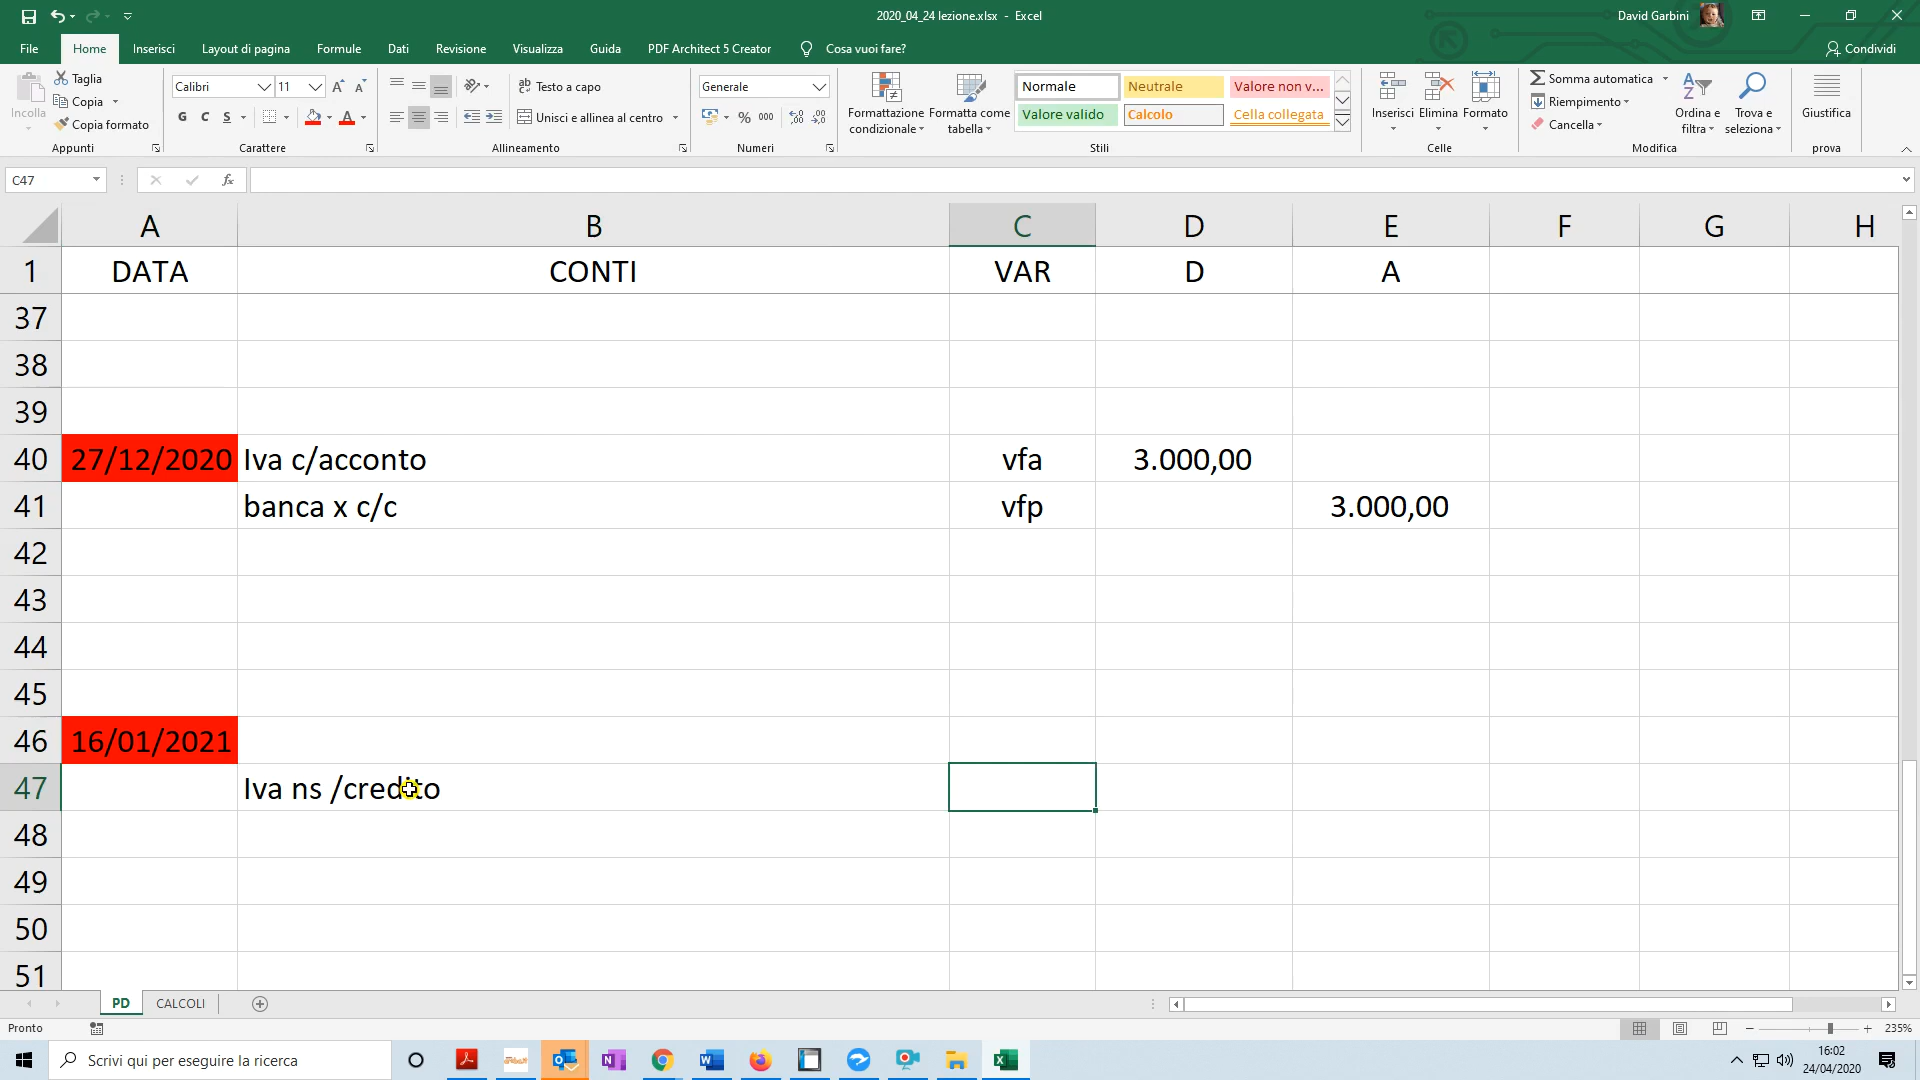 2020_04_24 lezione.xlsx - Excel
David Garbini
File Home Inserisci Layout di pagina Formule Dati Revisione Visualizza Guida PDF Architect 5 Creator Cosa vuoi fare? Condividi
Incolla
Taglia
Copia
Copia formato
Appunti
Calibri 11
G C S
Carattere
Testo a capo
Unisci e allinea al centro
Allineamento
Generale
% 000
Numeri
Formattazione condizionale
Formatta come tabella
Normale Neutrale Valore non v...
Valore valido Calcolo Cella collegata
Stili
Inserisci Elimina Formato
Celle
Somma automatica
Riempimento
Cancella
Ordina e filtra
Trova e seleziona
Modifica
Giustifica
prova
C47 fx
A B C D E F G H
1 DATA CONTI VAR D A
37
38
39
40 27/12/2020 Iva c/acconto vfa 3.000,00
41 banca x c/c vfp 3.000,00
42
43
44
45
46 16/01/2021
47 Iva ns /credito
48
49
50
51
PD CALCOLI
Pronto 235%
Scrivi qui per eseguire la ricerca
16:02
24/04/2020